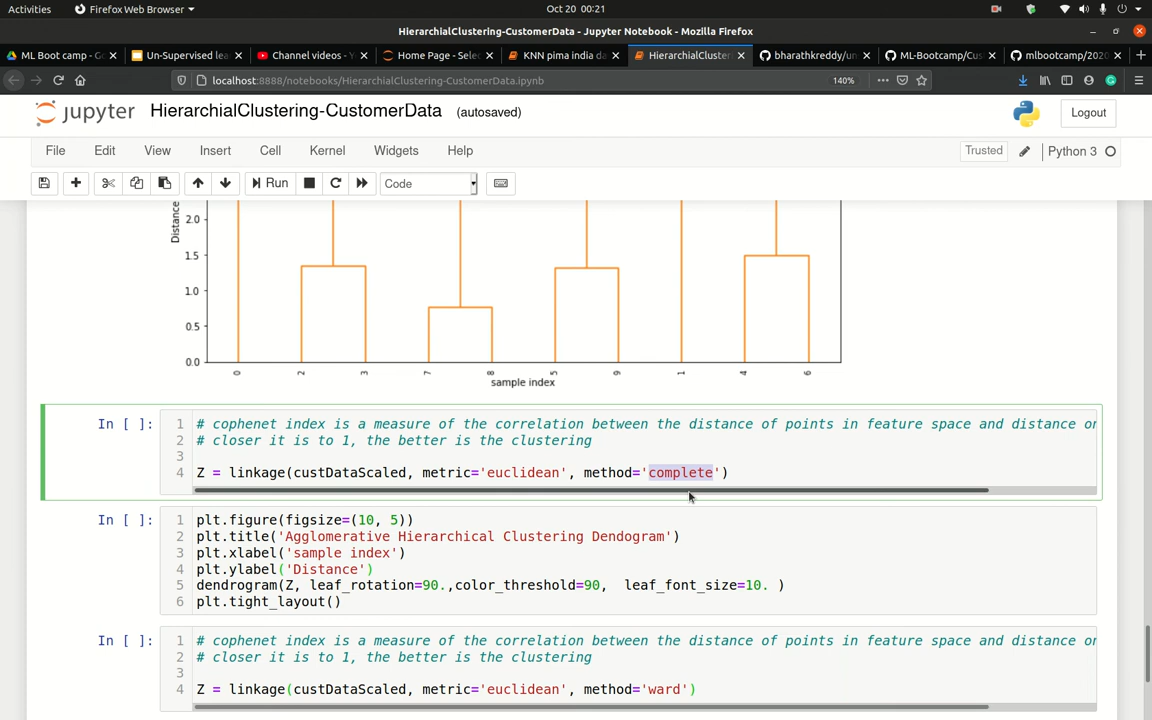 Activities
Firefox Web Browser
Oct 20 00:21
HierarchialClustering-CustomerData - Jupyter Notebook - Mozilla Firefox
ML Boot camp - Go
Un-Supervised lea
Channel videos - Y
Home Page - Selec
KNN pima india da
HierarchialCluster
bharathkreddy/un
ML-Bootcamp/Cus
mlbootcamp/2020
localhost:8888/notebooks/HierarchialClustering-CustomerData.ipynb
140%
jupyter
HierarchialClustering-CustomerData (autosaved)
Logout
File Edit View Insert Cell Kernel Widgets Help
Trusted
Python 3
Run
Code
Distance
2.0
1.5
1.0
0.5
0.0
0 2 3 7 8 5 9 1 4 6
sample index
In [ ]:
1 # cophenet index is a measure of the correlation between the distance of points in feature space and distance or
2 # closer it is to 1, the better is the clustering
3
4 Z = linkage(custDataScaled, metric='euclidean', method='complete')
In [ ]:
1 plt.figure(figsize=(10, 5))
2 plt.title('Agglomerative Hierarchical Clustering Dendogram')
3 plt.xlabel('sample index')
4 plt.ylabel('Distance')
5 dendrogram(Z, leaf_rotation=90.,color_threshold=90, leaf_font_size=10. )
6 plt.tight_layout()
In [ ]:
1 # cophenet index is a measure of the correlation between the distance of points in feature space and distance or
2 # closer it is to 1, the better is the clustering
3
4 Z = linkage(custDataScaled, metric='euclidean', method='ward')